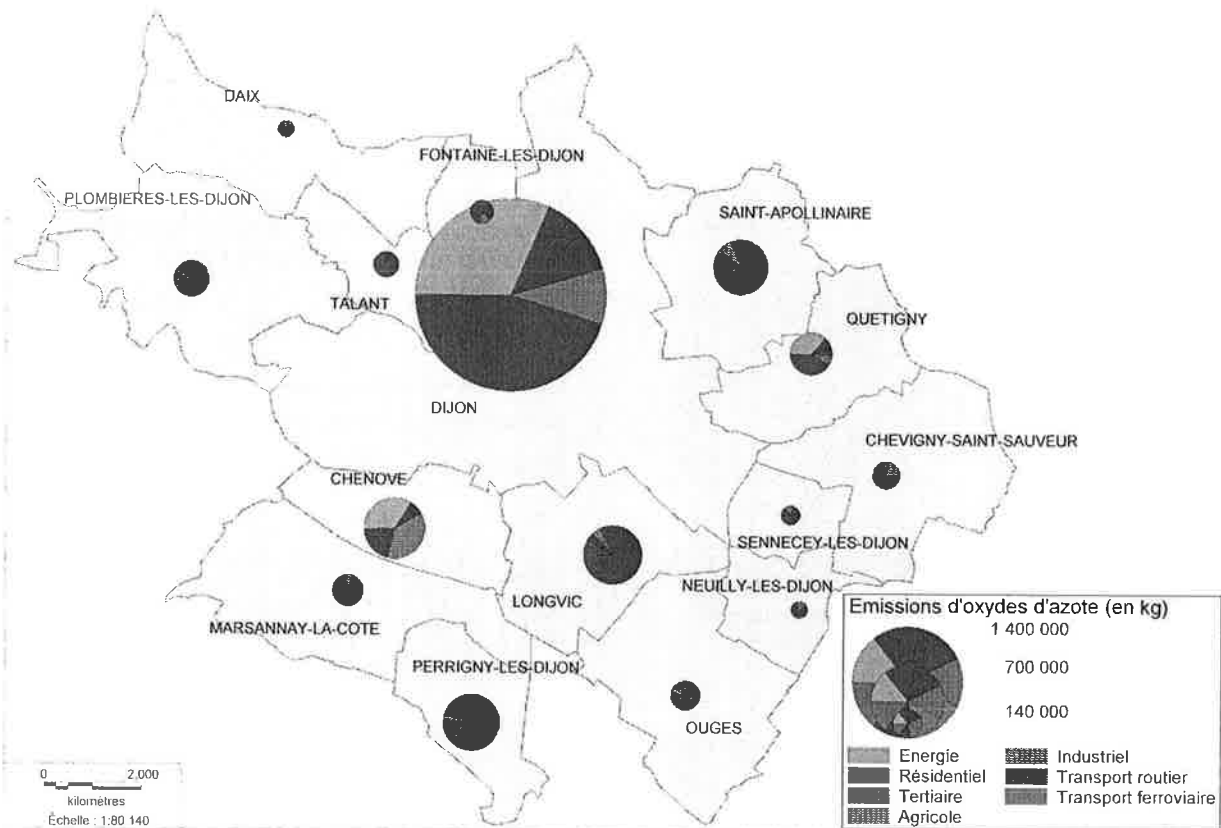 DAIX
FONTAINE-LES-DIJON
PLOMBIERES-LES-DIJON
SAINT-APOLLINAIRE
TALANT
QUETIGNY
DIJON
CHEVIGNY-SAINT-SAUVEUR
CHENOVE
SENNECEY-LES-DIJON
NEUILLY-LES-DIJON
LONGVIC
MARSANNAY-LA-COTE
PERRIGNY-LES-DIJON
OUGES
Emissions d'oxydes d'azote (en kg)
1 400 000
700 000
140 000
Energie
Résidentiel
Tertiaire
Agricole
Industriel
Transport routier
Transport ferroviaire
0 2,000
kilomètres
Échelle : 1:80 140